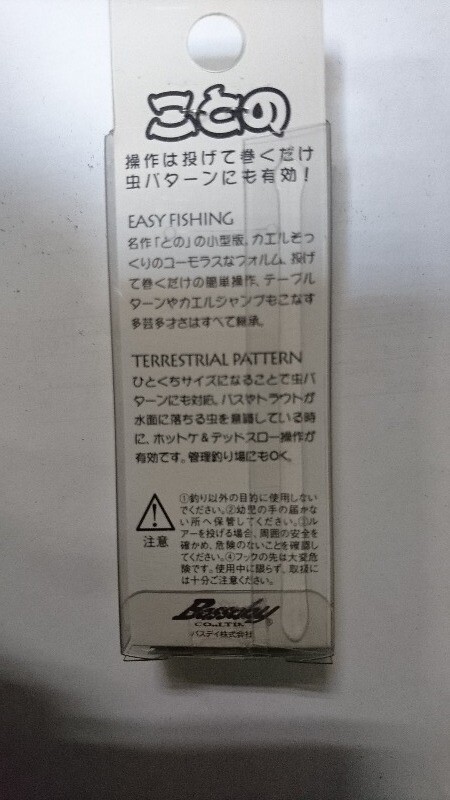 ことの
操作は投げて巻くだけ
虫パターンにも有効!
EASY FISHING
名作「との」の小型版。カエルそっ
くりのユーモラスなフォルム、投げ
て巻くだけの簡単操作、テーブル
ターンやカエルジャンプもこなす
多芸多才さはすべて継承。
TERRESTRIAL PATTERN
ひとくちサイズになることで虫パ
ターンにも対応。バスやトラウトが
水面に落ちる虫を意識している時
に、ホットケ&デッドスロー操作が
有効です。管理釣り場にもOK。
注意
①釣り以外の目的に使用しない
でください。②幼児の手の届かな
い所へ保管してください。③ル
アーを投げる場合、周囲の安全を
確かめ、危険のないことを確認し
てください。④フックの先は大変危
険です。使用中に限らず、取扱に
は十分ご注意ください。
Bassday®
CO.,LTD.
バスデイ株式会社